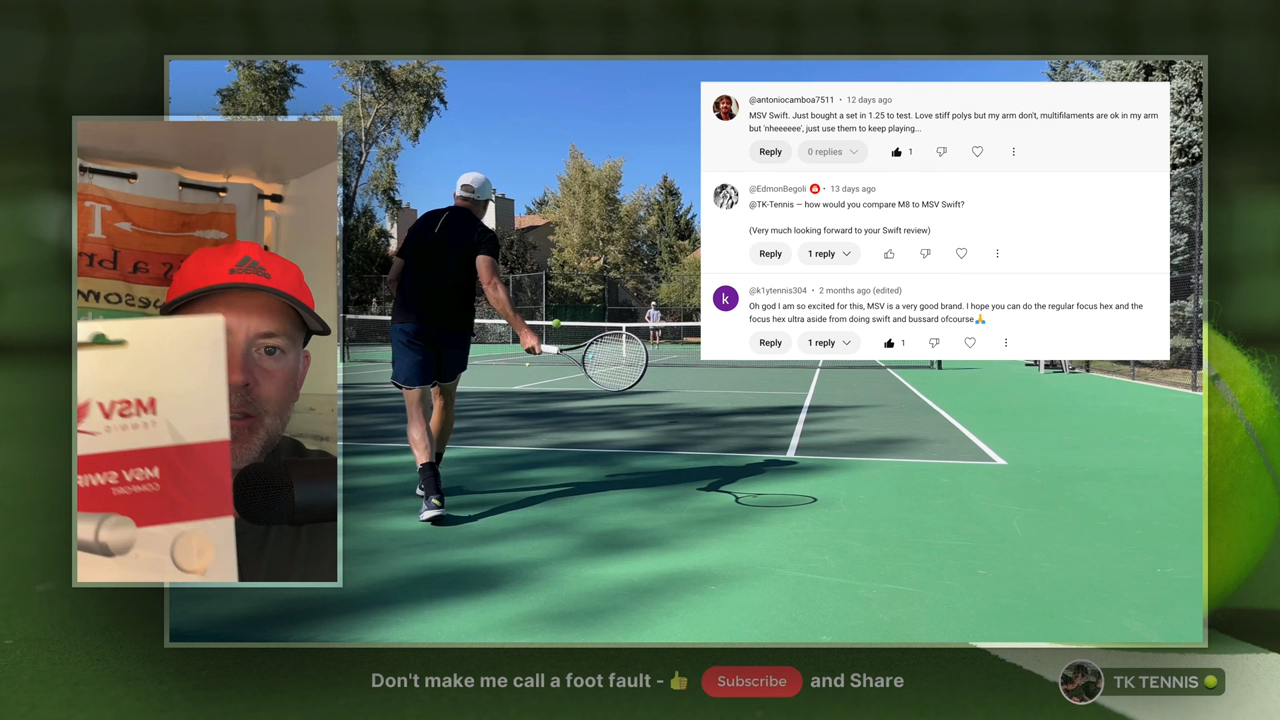 @antoniocamboa7511 • 12 days ago
MSV Swift. Just bought a set in 1.25 to test. Love stiff polys but my arm don't, multifilaments are ok in my arm
but 'nheeeeee', just use them to keep playing...
Reply 0 replies 1
@EdmonBegoli • 13 days ago
@TK-Tennis — how would you compare M8 to MSV Swift?
(Very much looking forward to your Swift review)
Reply 1 reply
k
@k1ytennis304 • 2 months ago (edited)
Oh god I am so excited for this, MSV is a very good brand. I hope you can do the regular focus hex and the
focus hex ultra aside from doing swift and bussard ofcourse🙏
Reply 1 reply 1
T
s a br
esom
adidas
MSV
TENNIS
MSV SWIF
COMFORT
Don't make me call a foot fault - 👍 Subscribe and Share
TK TENNIS